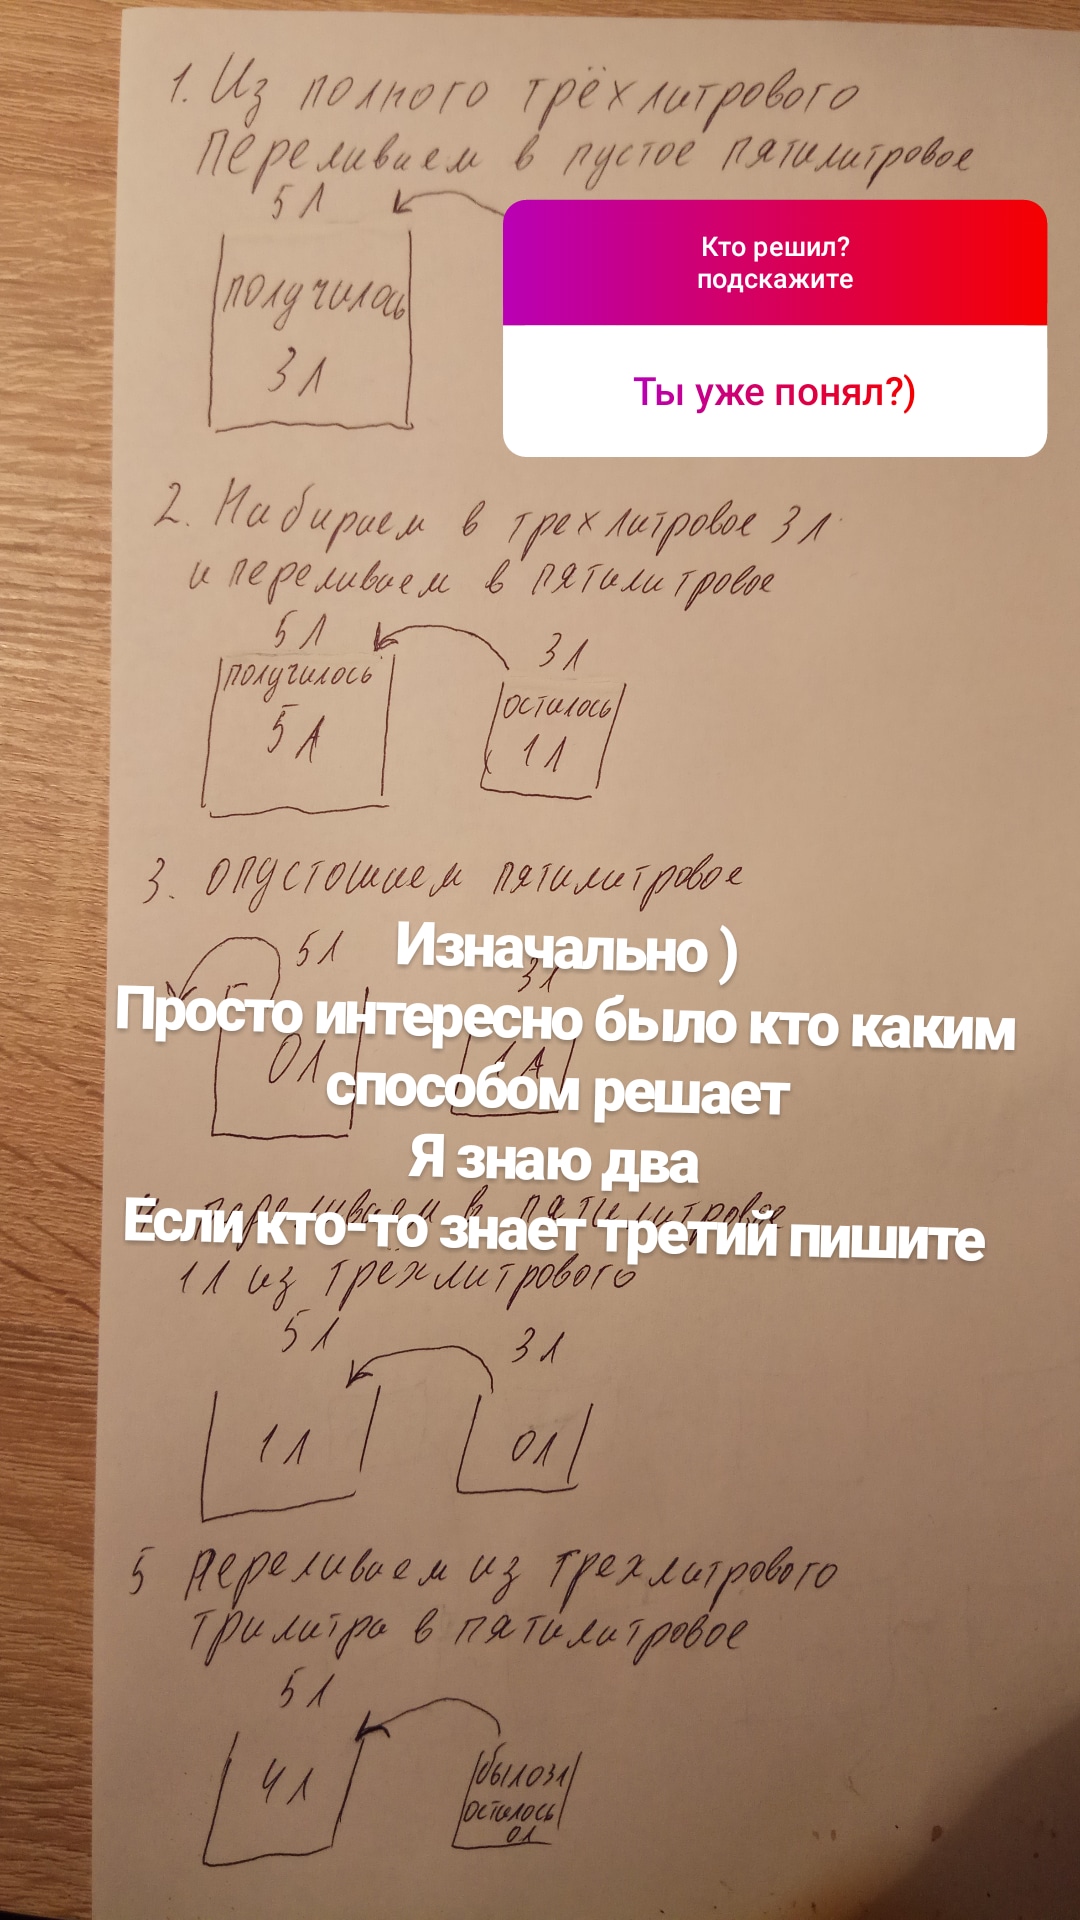 1. Из полного трёхлитрового
переливаем в пустое пятилитровое
5 л
получилось
3 л
Кто решил?
подскажите
Ты уже понял?)
2. Набираем в трехлитровое 3 л
и переливаем в пятилитровое
5 л
3 л
получилось
5 л
осталось
1 л
3. опустошаем пятилитровое
5 л
3 л
0 л
1 л
Изначально )
Просто интересно было кто каким
способом решает
Я знаю два
Если кто-то знает третий пишите
4 переливаем в пятилитровое
1 л из трёхлитрового
5 л
3 л
1 л
0 л
5 переливаем из трехлитрового
три литра в пятилитровое
5 л
4 л
было 3 л
осталось
0 л